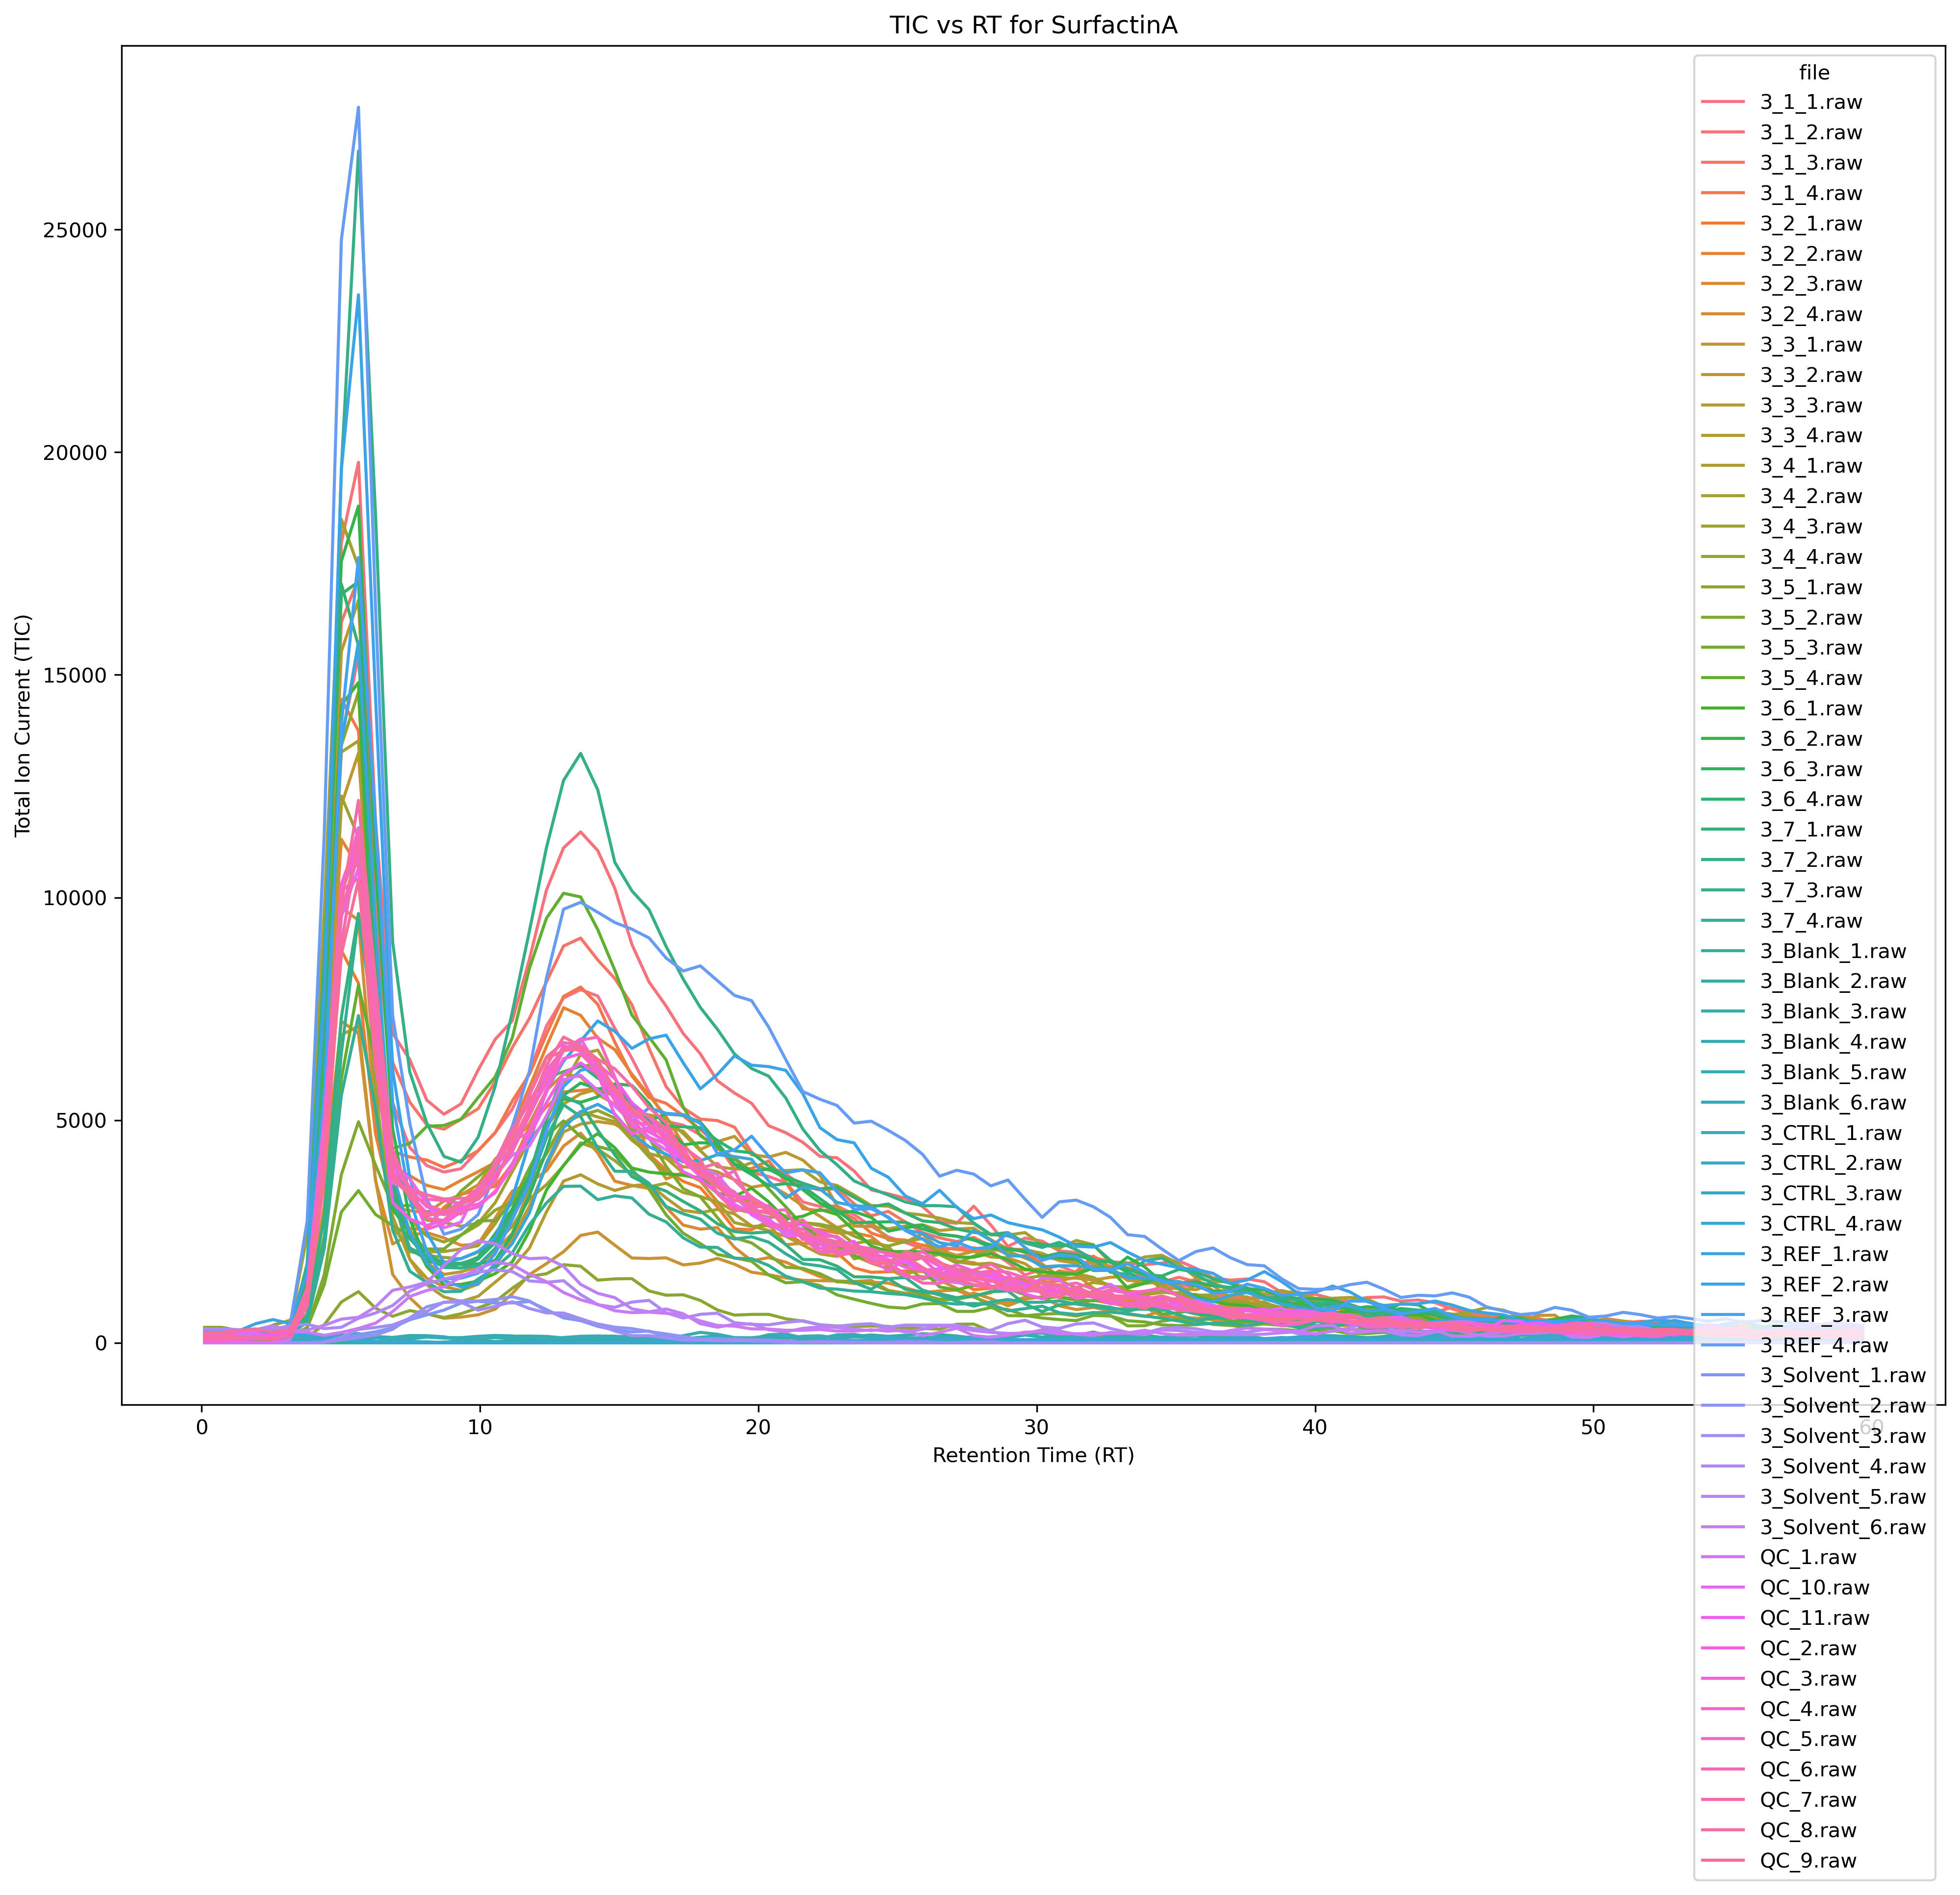 TIC vs RT for SurfactinA
Total Ion Current (TIC)
25000
20000
15000
10000
5000
0
0
10
20
30
40
50
60
Retention Time (RT)
file
3_1_1.raw
3_1_2.raw
3_1_3.raw
3_1_4.raw
3_2_1.raw
3_2_2.raw
3_2_3.raw
3_2_4.raw
3_3_1.raw
3_3_2.raw
3_3_3.raw
3_3_4.raw
3_4_1.raw
3_4_2.raw
3_4_3.raw
3_4_4.raw
3_5_1.raw
3_5_2.raw
3_5_3.raw
3_5_4.raw
3_6_1.raw
3_6_2.raw
3_6_3.raw
3_6_4.raw
3_7_1.raw
3_7_2.raw
3_7_3.raw
3_7_4.raw
3_Blank_1.raw
3_Blank_2.raw
3_Blank_3.raw
3_Blank_4.raw
3_Blank_5.raw
3_Blank_6.raw
3_CTRL_1.raw
3_CTRL_2.raw
3_CTRL_3.raw
3_CTRL_4.raw
3_REF_1.raw
3_REF_2.raw
3_REF_3.raw
3_REF_4.raw
3_Solvent_1.raw
3_Solvent_2.raw
3_Solvent_3.raw
3_Solvent_4.raw
3_Solvent_5.raw
3_Solvent_6.raw
QC_1.raw
QC_10.raw
QC_11.raw
QC_2.raw
QC_3.raw
QC_4.raw
QC_5.raw
QC_6.raw
QC_7.raw
QC_8.raw
QC_9.raw